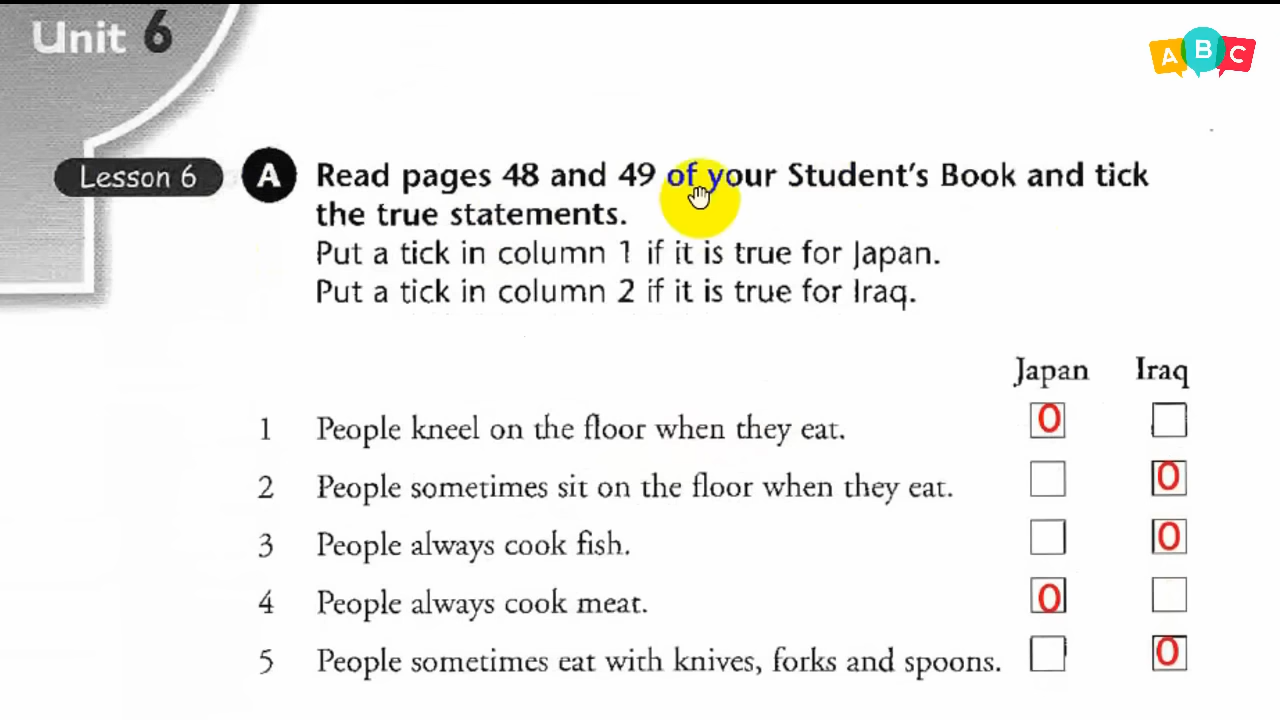 Unit 6
A B C
Lesson 6 A Read pages 48 and 49 of your Student's Book and tick
the true statements.
Put a tick in column 1 if it is true for Japan.
Put a tick in column 2 if it is true for Iraq.
Japan Iraq
1 People kneel on the floor when they eat. O
2 People sometimes sit on the floor when they eat. O
3 People always cook fish. O
4 People always cook meat. O
5 People sometimes eat with knives, forks and spoons. O